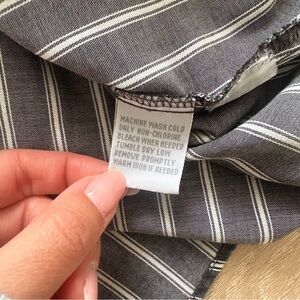 MACHINE WASH COLD
ONLY NON-CHLORINE
BLEACH WHEN NEEDED
TUMBLE DRY LOW
REMOVE PROMPTLY
WARM IRON IF NEEDED